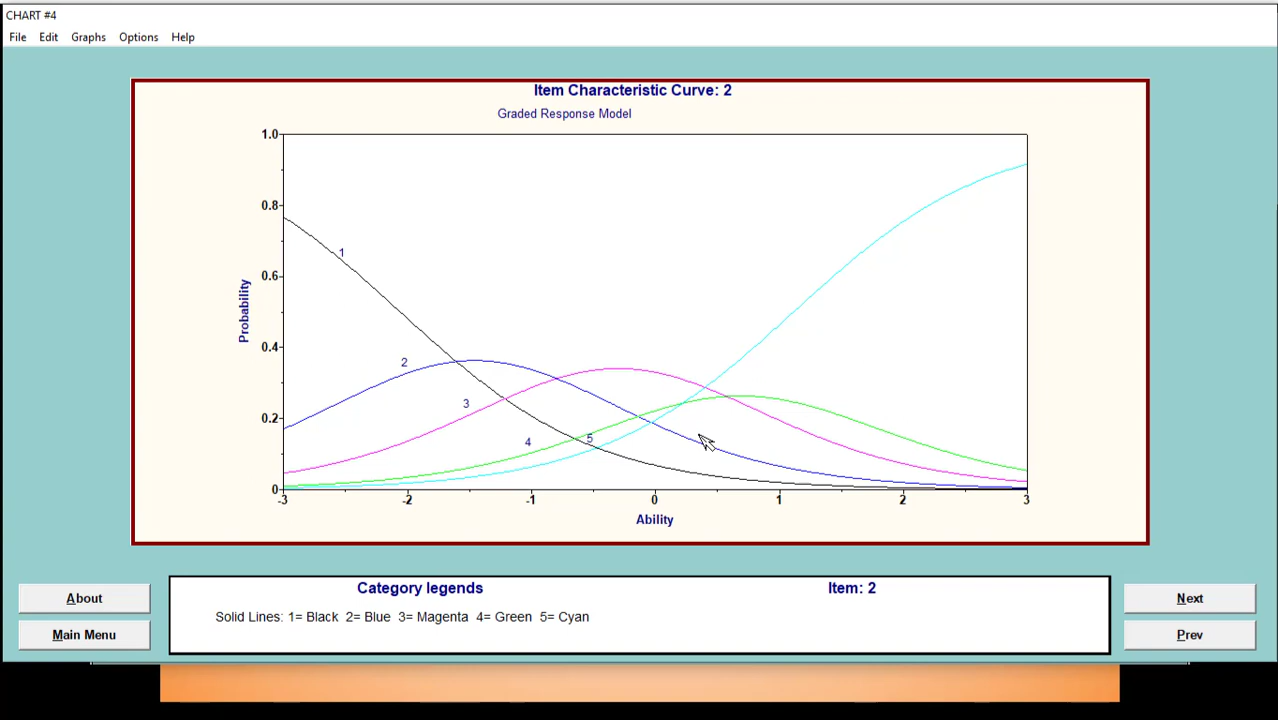 CHART #4
File Edit Graphs Options Help
Item Characteristic Curve: 2
Graded Response Model
1.0
0.8
0.6
0.4
0.2
0
Probability
1
2
3
4
5
-3 -2 -1 0 1 2 3
Ability
About
Main Menu
Category legends
Item: 2
Solid Lines: 1= Black 2= Blue 3= Magenta 4= Green 5= Cyan
Next
Prev